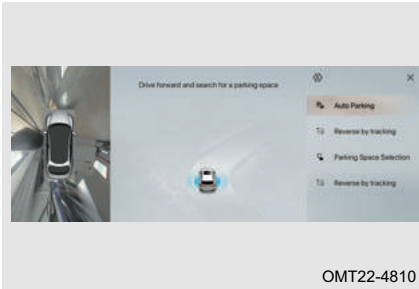 Drive forward and search for a parking space
Auto Parking
Reverse by tracking
Parking Space Selection
Reverse by tracking
OMT22-4810